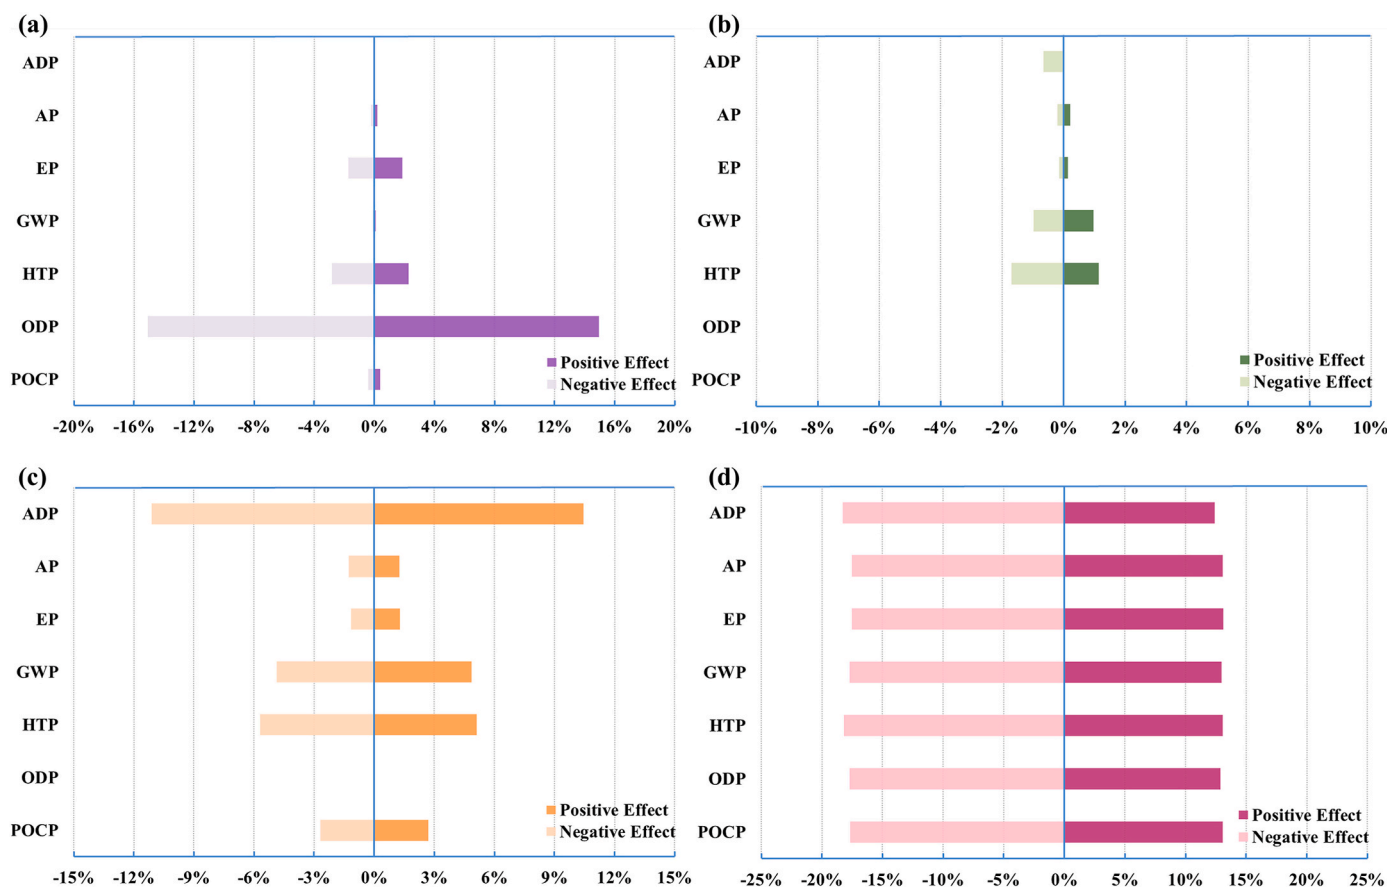 (a)
ADP
AP
EP
GWP
HTP
ODP
POCP
Positive Effect
Negative Effect
-20% -16% -12% -8% -4% 0% 4% 8% 12% 16% 20%
(b)
ADP
AP
EP
GWP
HTP
ODP
POCP
Positive Effect
Negative Effect
-10% -8% -6% -4% -2% 0% 2% 4% 6% 8% 10%
(c)
ADP
AP
EP
GWP
HTP
ODP
POCP
Positive Effect
Negative Effect
-15% -12% -9% -6% -3% 0% 3% 6% 9% 12% 15%
(d)
ADP
AP
EP
GWP
HTP
ODP
POCP
Positive Effect
Negative Effect
-25% -20% -15% -10% -5% 0% 5% 10% 15% 20% 25%